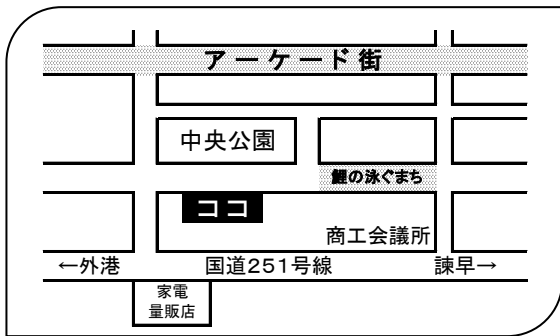 アーケード街
中央公園
鯉の泳ぐまち
ココ
商工会議所
←外港 国道251号線 諫早→
家電
量販店